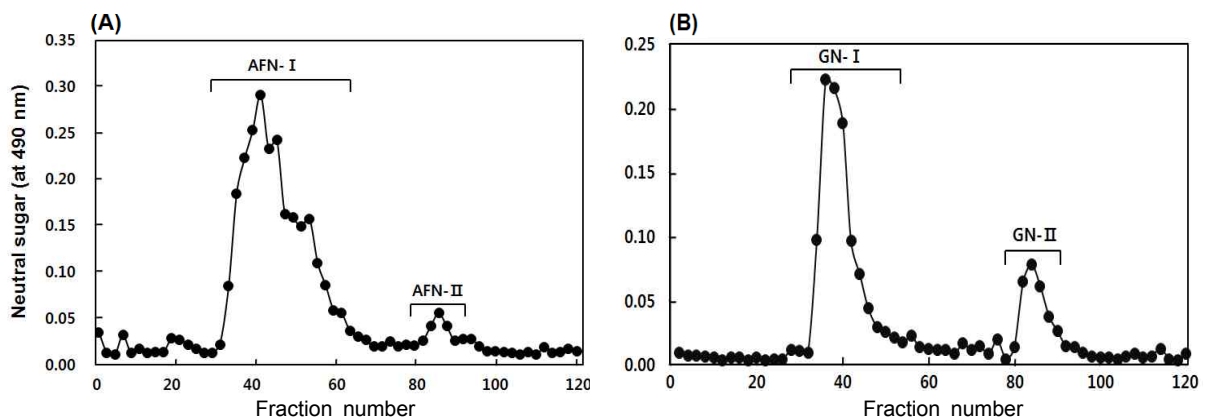 (A)
Neutral sugar (at 490 nm)
0.35
0.30
0.25
0.20
0.15
0.10
0.05
0.00
AFN-Ⅰ
AFN-Ⅱ
0 20 40 60 80 100 120
Fraction number
(B)
0.25
0.20
0.15
0.10
0.05
0.00
GN-Ⅰ
GN-Ⅱ
0 20 40 60 80 100 120
Fraction number